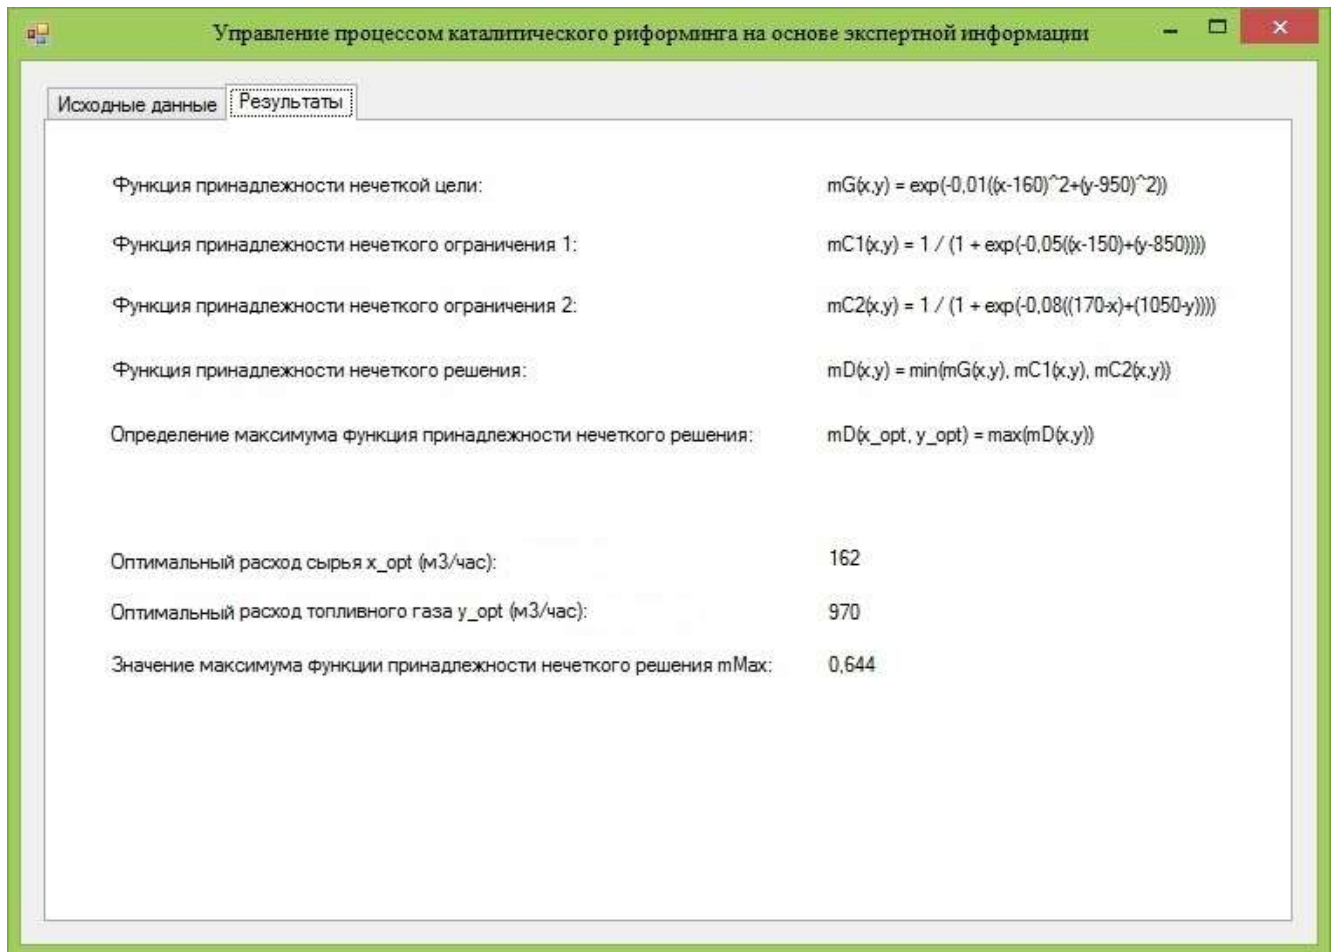 Управление процессом каталитического риформинга на основе экспертной информации
Исходные данные Результаты
Функция принадлежности нечеткой цели: mG(x,y) = exp(-0,01((x-160)^2+(y-950)^2))
Функция принадлежности нечеткого ограничения 1: mC1(x,y) = 1 / (1 + exp(-0,05((x-150)+(y-850))))
Функция принадлежности нечеткого ограничения 2: mC2(x,y) = 1 / (1 + exp(-0,08((170-x)+(1050-y))))
Функция принадлежности нечеткого решения: mD(x,y) = min(mG(x,y), mC1(x,y), mC2(x,y))
Определение максимума функция принадлежности нечеткого решения: mD(x_opt, y_opt) = max(mD(x,y))
Оптимальный расход сырья x_opt (м3/час): 162
Оптимальный расход топливного газа y_opt (м3/час): 970
Значение максимума функции принадлежности нечеткого решения mMax: 0,644